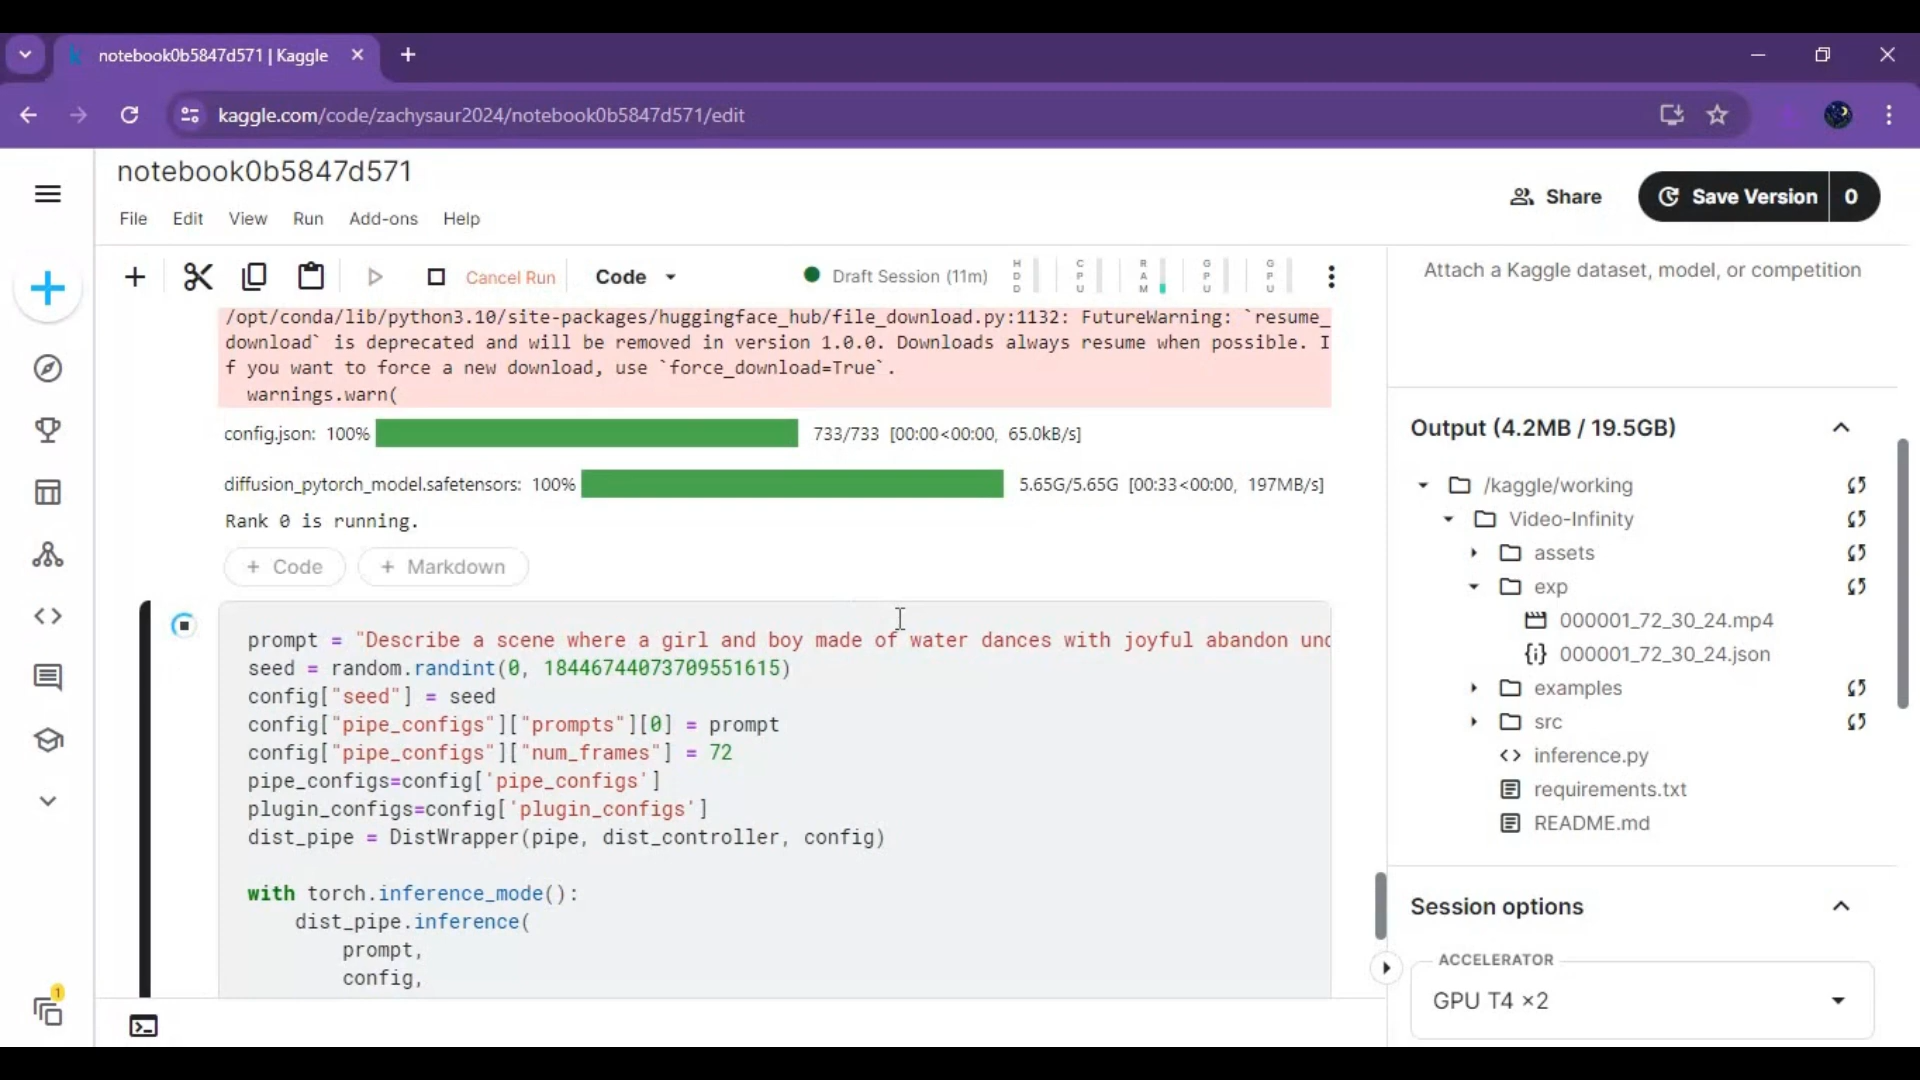 notebook0b5847d571 | Kaggle
kaggle.com/code/zachysaur2024/notebook0b5847d571/edit
notebook0b5847d571
File Edit View Run Add-ons Help
Share
Save Version 0
Cancel Run
Code
Draft Session (11m)
HDD
CPU
RAM
GPU
GPU
/opt/conda/lib/python3.10/site-packages/huggingface_hub/file_download.py:1132: FutureWarning: `resume_
download` is deprecated and will be removed in version 1.0.0. Downloads always resume when possible. I
f you want to force a new download, use `force_download=True`.
warnings.warn(
config.json: 100% 733/733 [00:00<00:00, 65.0kB/s]
diffusion_pytorch_model.safetensors: 100% 5.65G/5.65G [00:33<00:00, 197MB/s]
Rank 0 is running.
+ Code + Markdown
prompt = "Describe a scene where a girl and boy made of water dances with joyful abandon und
seed = random.randint(0, 18446744073709551615)
config["seed"] = seed
config["pipe_configs"]["prompts"][0] = prompt
config["pipe_configs"]["num_frames"] = 72
pipe_configs=config['pipe_configs']
plugin_configs=config['plugin_configs']
dist_pipe = DistWrapper(pipe, dist_controller, config)
with torch.inference_mode():
dist_pipe.inference(
prompt,
config,
Attach a Kaggle dataset, model, or competition
Output (4.2MB / 19.5GB)
/kaggle/working
Video-Infinity
assets
exp
000001_72_30_24.mp4
000001_72_30_24.json
examples
src
inference.py
requirements.txt
README.md
Session options
ACCELERATOR
GPU T4 ×2
1